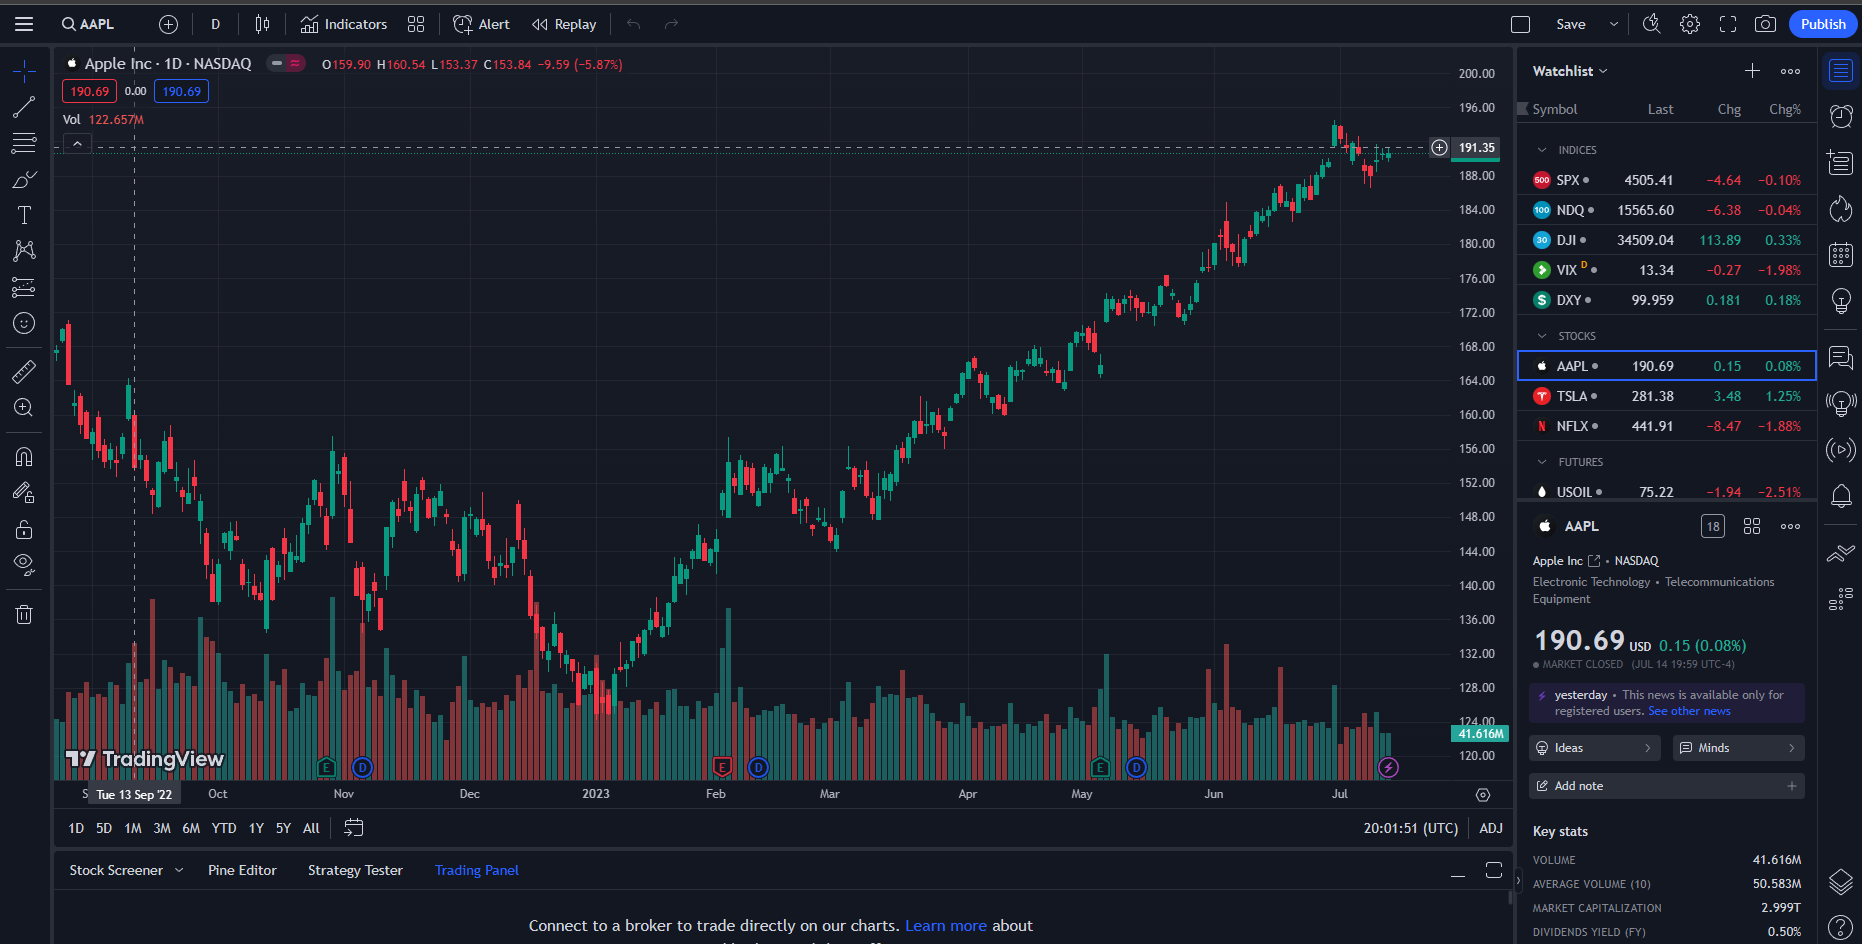 AAPL D Indicators Alert Replay Save Publish
Apple Inc · 1D · NASDAQ O159.90 H160.54 L153.37 C153.84 −9.59 (−5.87%)
190.69 0.00 190.69
Vol 122.657M
200.00
196.00
191.35
188.00
184.00
180.00
176.00
172.00
168.00
164.00
160.00
156.00
152.00
148.00
144.00
140.00
136.00
132.00
128.00
124.00
41.616M
120.00
TradingView
E D E D E D
S Tue 13 Sep '22 Oct Nov Dec 2023 Feb Mar Apr May Jun Jul
1D 5D 1M 3M 6M YTD 1Y 5Y All 20:01:51 (UTC) ADJ
Stock Screener Pine Editor Strategy Tester Trading Panel
Connect to a broker to trade directly on our charts. Learn more about
Watchlist
Symbol Last Chg Chg%
INDICES
500 SPX 4505.41 −4.64 −0.10%
100 NDQ 15565.60 −6.38 −0.04%
30 DJI 34509.04 113.89 0.33%
VIX D 13.34 −0.27 −1.98%
$ DXY 99.959 0.181 0.18%
STOCKS
AAPL 190.69 0.15 0.08%
TSLA 281.38 3.48 1.25%
N NFLX 441.91 −8.47 −1.88%
FUTURES
USOIL 75.22 −1.94 −2.51%
AAPL 18
Apple Inc • NASDAQ
Electronic Technology • Telecommunications
Equipment
190.69 USD 0.15 (0.08%)
MARKET CLOSED (JUL 14 19:59 UTC-4)
yesterday • This news is available only for
registered users. See other news
Ideas Minds
Add note
Key stats
VOLUME 41.616M
AVERAGE VOLUME (10) 50.583M
MARKET CAPITALIZATION 2.999T
DIVIDENDS YIELD (FY) 0.50%